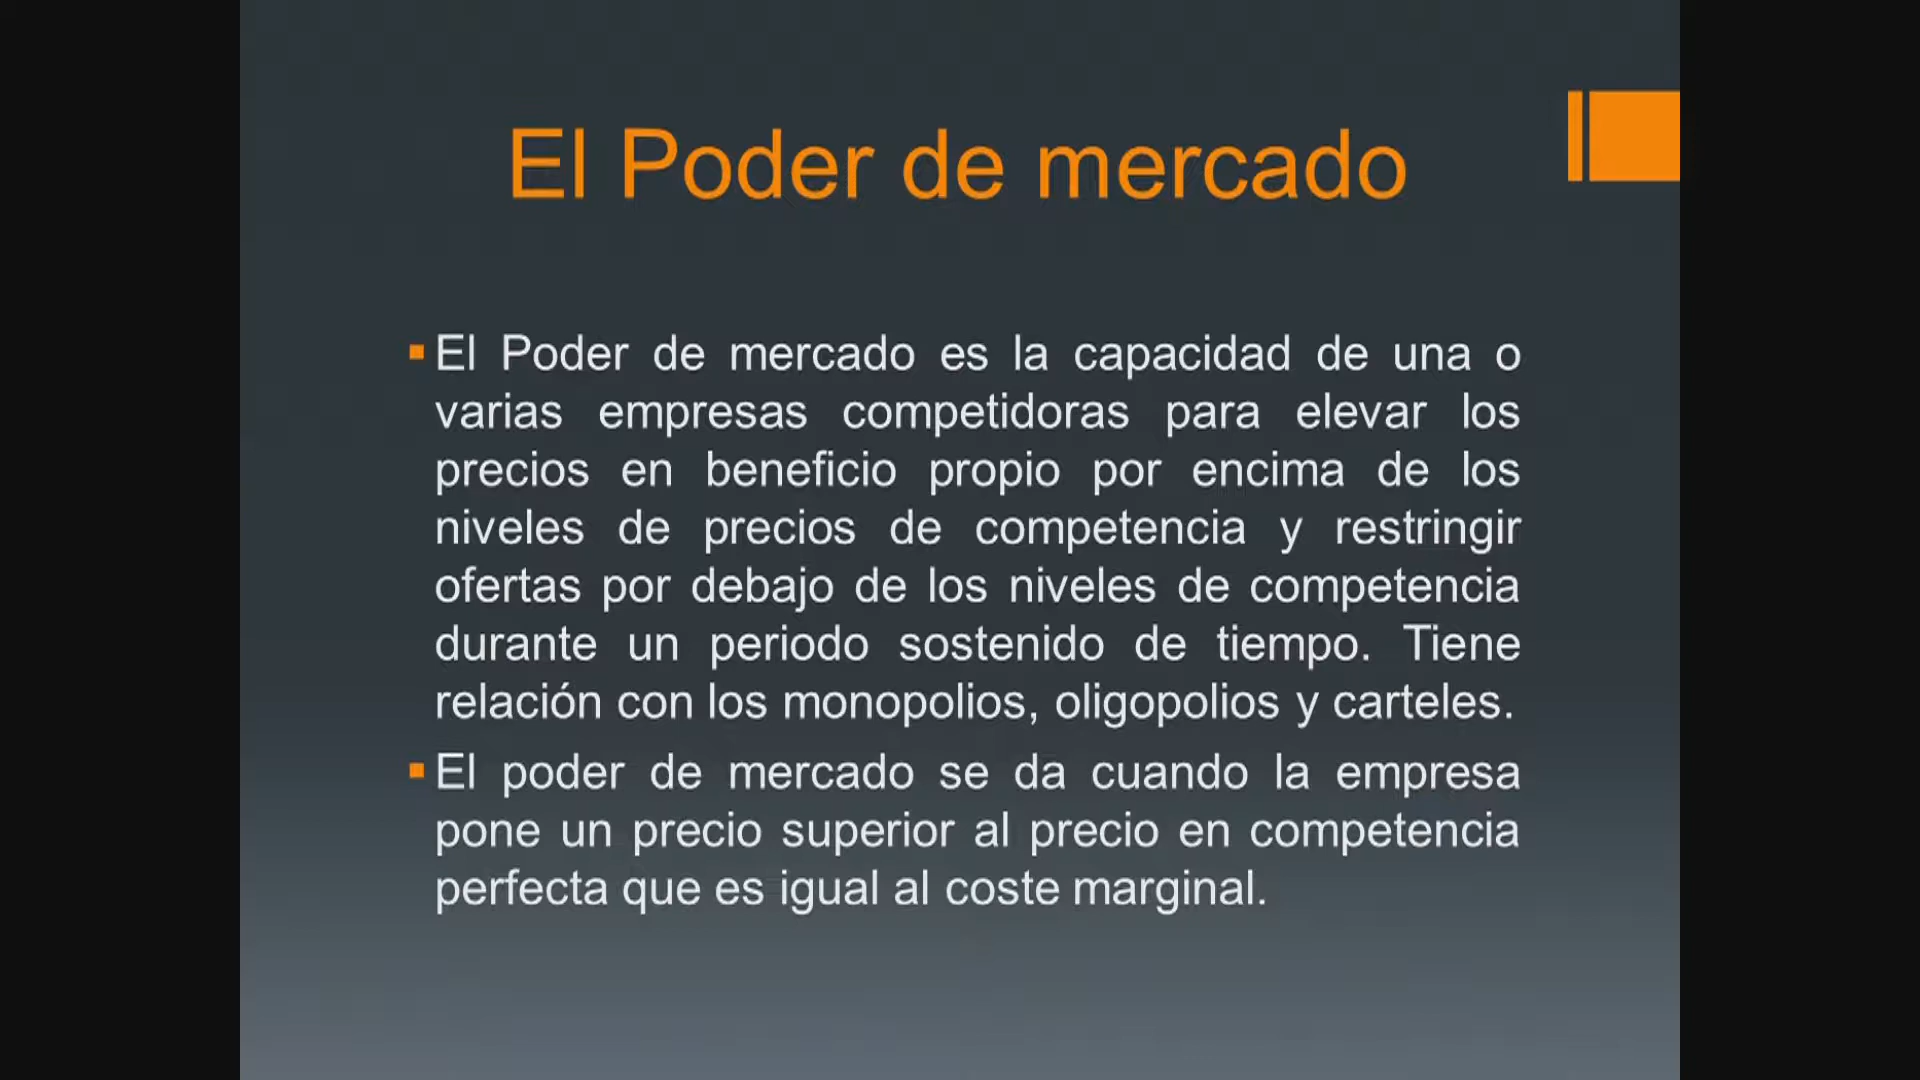 El Poder de mercado
El Poder de mercado es la capacidad de una o
varias empresas competidoras para elevar los
precios en beneficio propio por encima de los
niveles de precios de competencia y restringir
ofertas por debajo de los niveles de competencia
durante un periodo sostenido de tiempo. Tiene
relación con los monopolios, oligopolios y carteles.
El poder de mercado se da cuando la empresa
pone un precio superior al precio en competencia
perfecta que es igual al coste marginal.